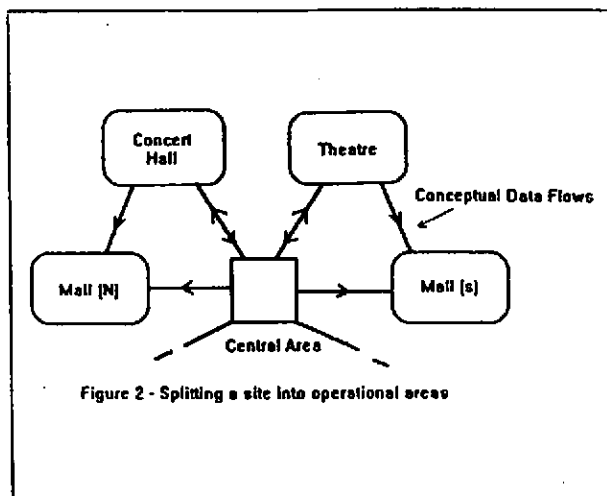 Concert
Hall
Theatre
Conceptual Data Flows
Mall [N]
Mall [s]
Central Area
Figure 2 - Splitting a site into operational areas